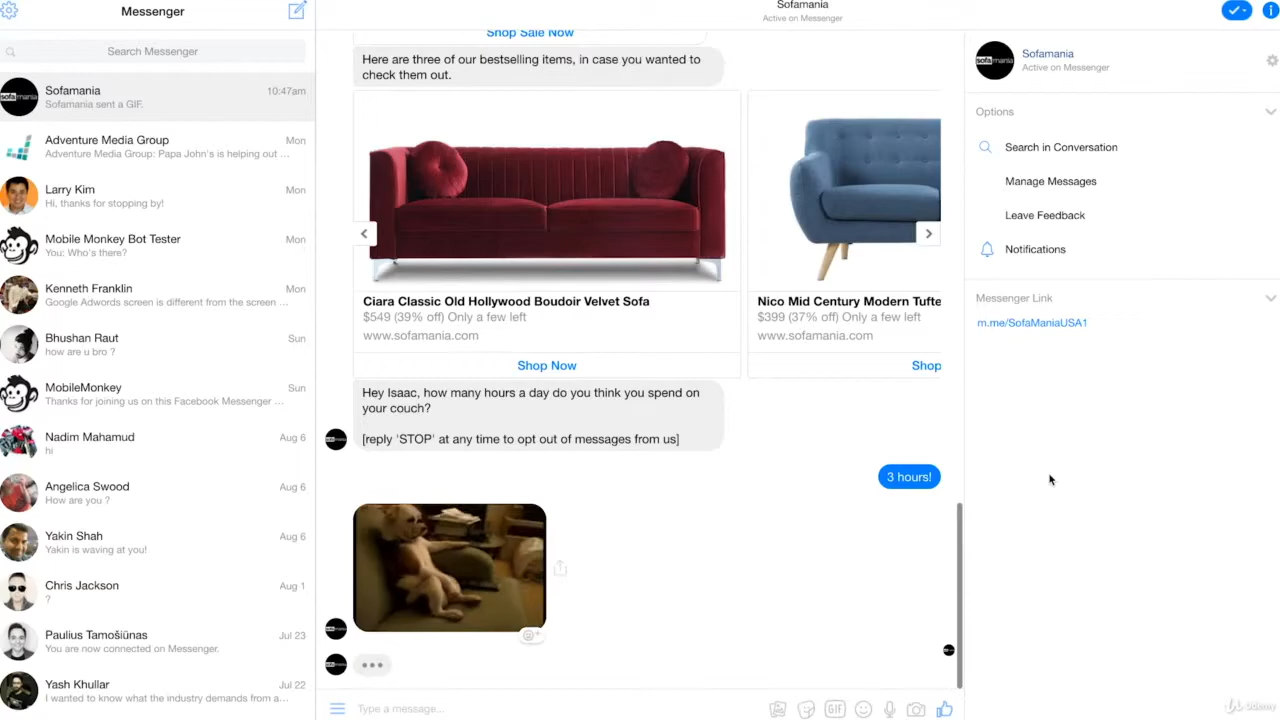 Messenger
Search Messenger
Sofamania
10:47am
Sofamania sent a GIF.
Adventure Media Group
Mon
Adventure Media Group: Papa John's is helping out …
Larry Kim
Mon
Hi, thanks for stopping by!
Mobile Monkey Bot Tester
Mon
You: Who's there?
Kenneth Franklin
Mon
Google Adwords screen is different from the screen …
Bhushan Raut
Sun
how are u bro ?
MobileMonkey
Sun
Thanks for joining us on this Facebook Messenger …
Nadim Mahamud
Aug 6
hi
Angelica Swood
Aug 6
How are you ?
Yakin Shah
Aug 6
Yakin is waving at you!
Chris Jackson
Aug 1
?
Paulius Tamošiūnas
Jul 23
You are now connected on Messenger.
Yash Khullar
Jul 22
I wanted to know what the industry demands from a…
Sofamania
Active on Messenger
Shop Sale Now
Here are three of our bestselling items, in case you wanted to
check them out.
Ciara Classic Old Hollywood Boudoir Velvet Sofa
$549 (39% off) Only a few left
www.sofamania.com
Shop Now
Nico Mid Century Modern Tufte
$399 (37% off) Only a few left
www.sofamania.com
Shop
Hey Isaac, how many hours a day do you think you spend on
your couch?
[reply 'STOP' at any time to opt out of messages from us]
3 hours!
Type a message...
GIF
sofamania
Sofamania
Active on Messenger
Options
Search in Conversation
Manage Messages
Leave Feedback
Notifications
Messenger Link
m.me/SofaManiaUSA1
Udemy